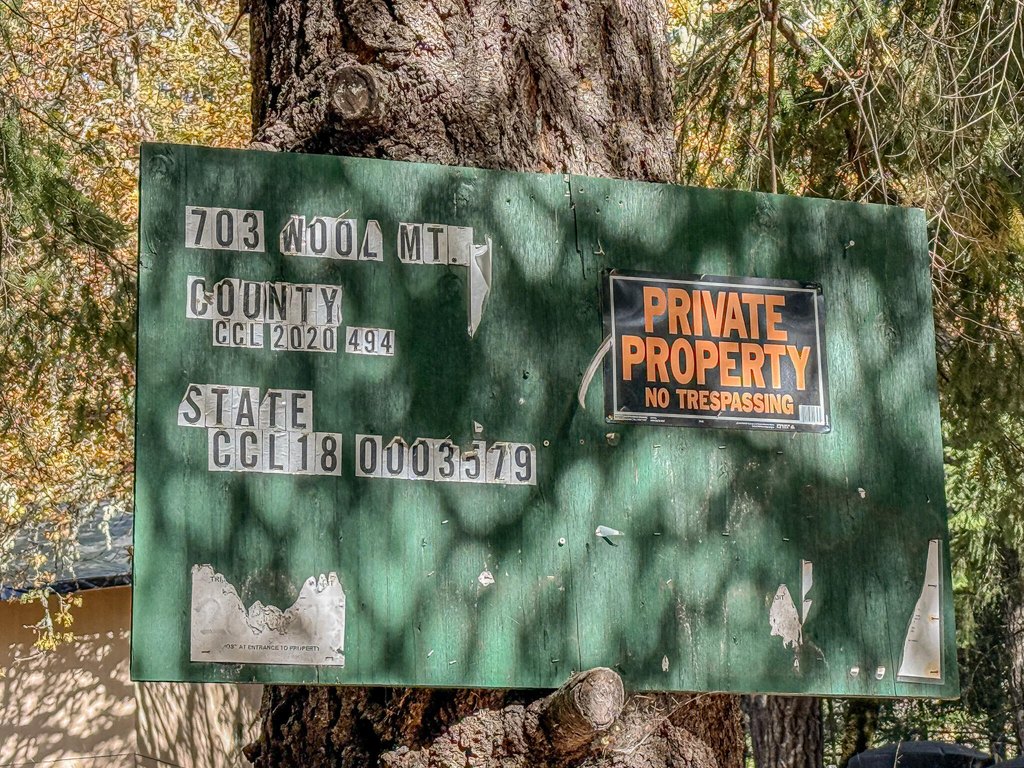 703 WOOL MT.
COUNTY
CCL 2020 494
STATE
CCL18 0003579
PRIVATE
PROPERTY
NO TRESPASSING
AT ENTRANCE TO PROPERTY